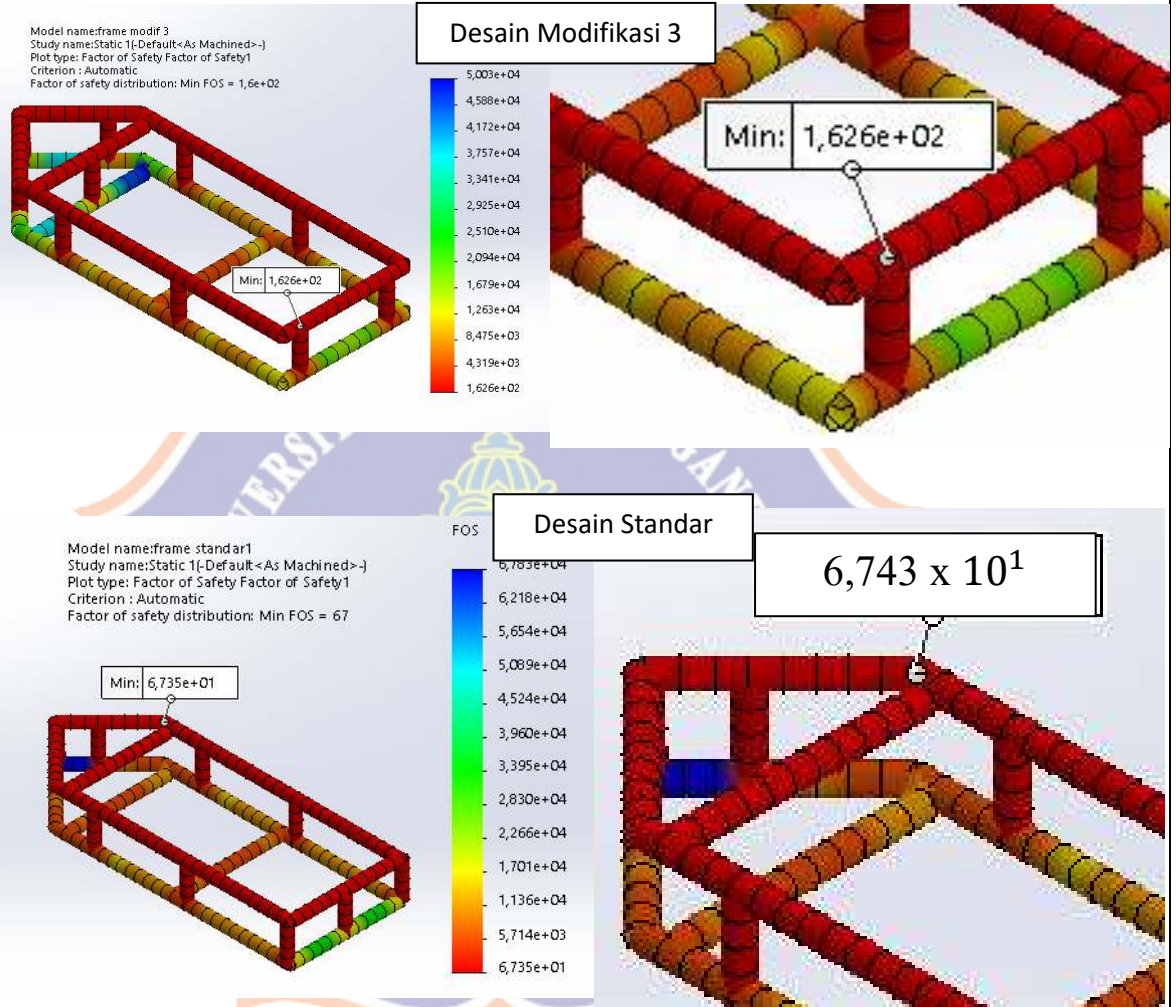 Desain Modifikasi 3
Model name:frame modif 3
Study name:Static 1(-Default<As Machined>-)
Plot type: Factor of Safety Factor of Safety1
Criterion : Automatic
Factor of safety distribution: Min FOS = 1,6e+02
5,003e+04
4,588e+04
4,172e+04
3,757e+04
3,341e+04
2,925e+04
2,510e+04
2,094e+04
1,679e+04
1,263e+04
8,475e+03
4,319e+03
1,626e+02
Min: 1,626e+02
Min: 1,626e+02
Desain Standar
Model name:frame standar1
Study name:Static 1(-Default<As Machined>-)
Plot type: Factor of Safety Factor of Safety1
Criterion : Automatic
Factor of safety distribution: Min FOS = 67
Min: 6,735e+01
FOS
6,783e+04
6,218e+04
5,654e+04
5,089e+04
4,524e+04
3,960e+04
3,395e+04
2,830e+04
2,266e+04
1,701e+04
1,136e+04
5,714e+03
6,735e+01
6,743 x 10¹